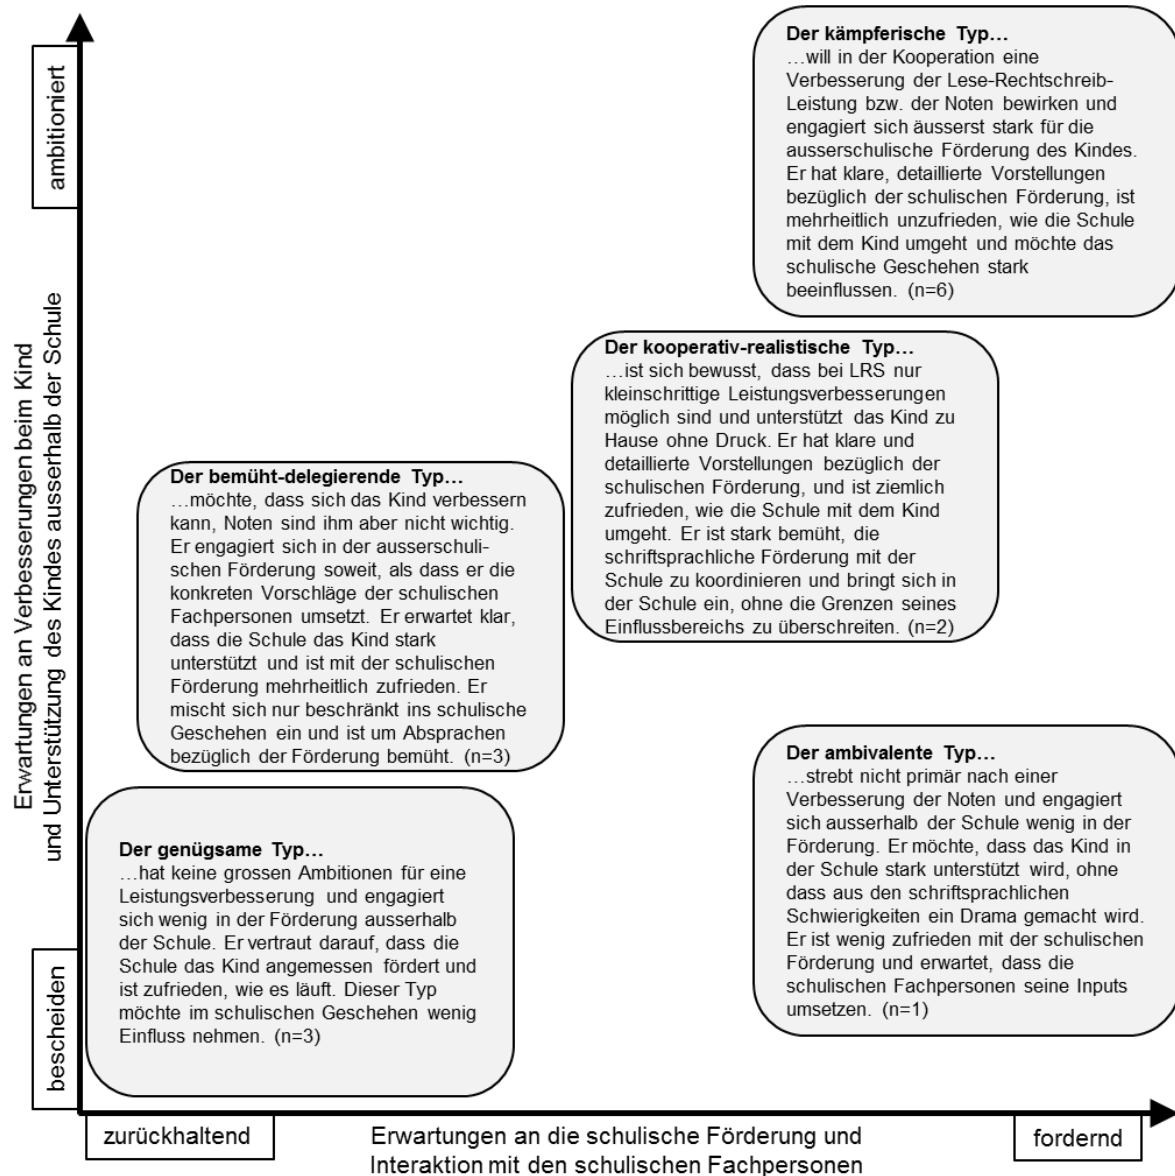 ambitioniert
Erwartungen an Verbesserungen beim Kind
und Unterstützung des Kindes ausserhalb der Schule
bescheiden
Der kämpferische Typ…
…will in der Kooperation eine
Verbesserung der Lese-Rechtschreib-
Leistung bzw. der Noten bewirken und
engagiert sich äusserst stark für die
ausserschulische Förderung des Kindes.
Er hat klare, detaillierte Vorstellungen
bezüglich der schulischen Förderung, ist
mehrheitlich unzufrieden, wie die Schule
mit dem Kind umgeht und möchte das
schulische Geschehen stark
beeinflussen. (n=6)
Der kooperativ-realistische Typ…
…ist sich bewusst, dass bei LRS nur
kleinschrittige Leistungsverbesserungen
möglich sind und unterstützt das Kind zu
Hause ohne Druck. Er hat klare und
detaillierte Vorstellungen bezüglich der
schulischen Förderung, und ist ziemlich
zufrieden, wie die Schule mit dem Kind
umgeht. Er ist stark bemüht, die
schriftsprachliche Förderung mit der
Schule zu koordinieren und bringt sich in
der Schule ein, ohne die Grenzen seines
Einflussbereichs zu überschreiten. (n=2)
Der bemüht-delegierende Typ…
…möchte, dass sich das Kind verbessern
kann, Noten sind ihm aber nicht wichtig.
Er engagiert sich in der ausserschuli-
schen Förderung soweit, als dass er die
konkreten Vorschläge der schulischen
Fachpersonen umsetzt. Er erwartet klar,
dass die Schule das Kind stark
unterstützt und ist mit der schulischen
Förderung mehrheitlich zufrieden. Er
mischt sich nur beschränkt ins schulische
Geschehen ein und ist um Absprachen
bezüglich der Förderung bemüht. (n=3)
Der ambivalente Typ…
…strebt nicht primär nach einer
Verbesserung der Noten und engagiert
sich ausserhalb der Schule wenig in der
Förderung. Er möchte, dass das Kind in
der Schule stark unterstützt wird, ohne
dass aus den schriftsprachlichen
Schwierigkeiten ein Drama gemacht wird.
Er ist wenig zufrieden mit der schulischen
Förderung und erwartet, dass die
schulischen Fachpersonen seine Inputs
umsetzen. (n=1)
Der genügsame Typ…
…hat keine grossen Ambitionen für eine
Leistungsverbesserung und engagiert
sich wenig in der Förderung ausserhalb
der Schule. Er vertraut darauf, dass die
Schule das Kind angemessen fördert und
ist zufrieden, wie es läuft. Dieser Typ
möchte im schulischen Geschehen wenig
Einfluss nehmen. (n=3)
zurückhaltend
Erwartungen an die schulische Förderung und
Interaktion mit den schulischen Fachpersonen
fordernd